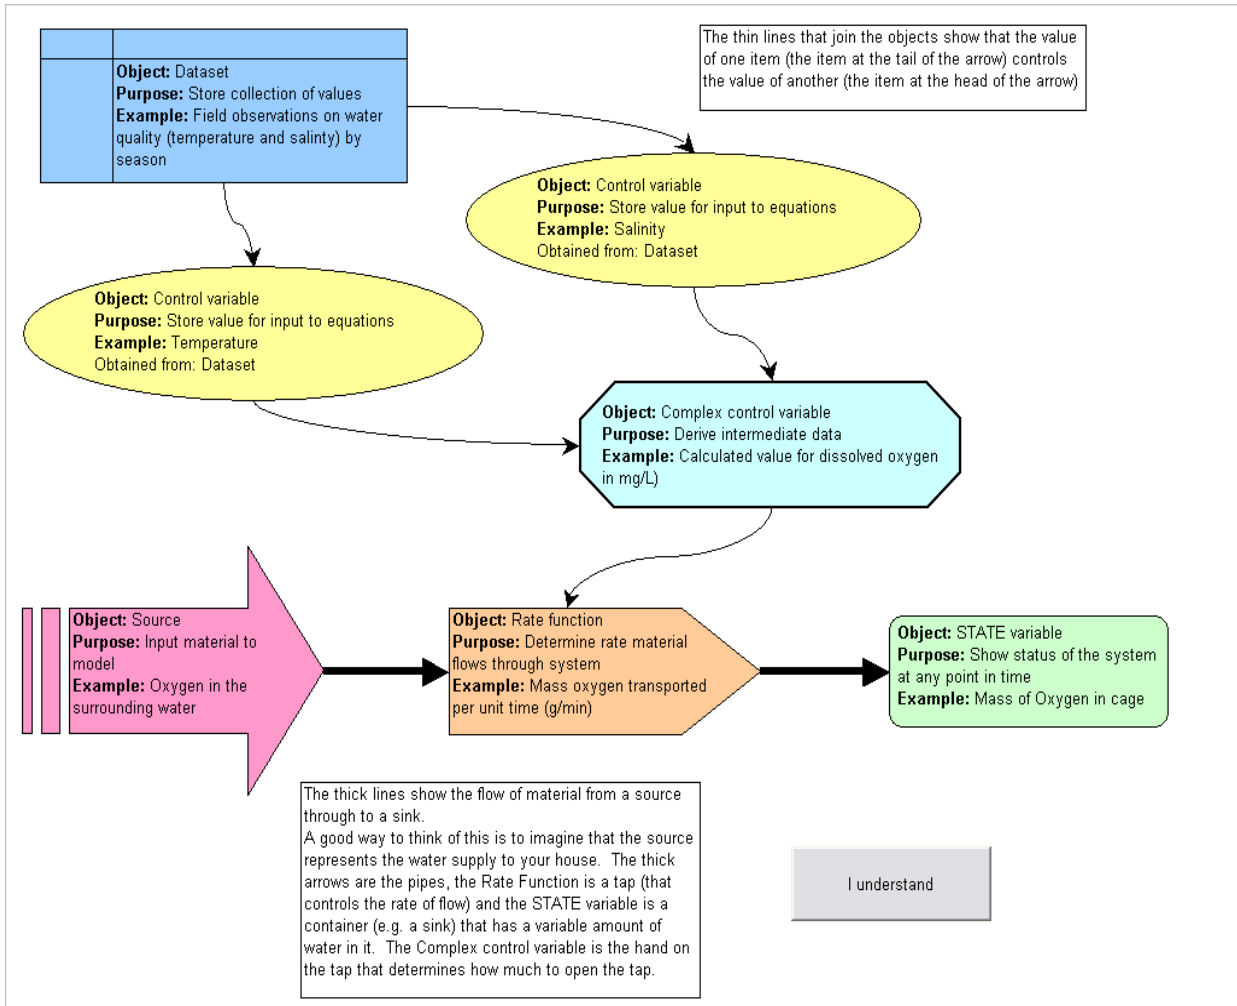 The thin lines that join the objects show that the value
of one item (the item at the tail of the arrow) controls
the value of another (the item at the head of the arrow)
Object: Dataset
Purpose: Store collection of values
Example: Field observations on water
quality (temperature and salinty) by
season
Object: Control variable
Purpose: Store value for input to equations
Example: Salinity
Obtained from: Dataset
Object: Control variable
Purpose: Store value for input to equations
Example: Temperature
Obtained from: Dataset
Object: Complex control variable
Purpose: Derive intermediate data
Example: Calculated value for dissolved oxygen
in mg/L)
Object: Source
Purpose: Input material to
model
Example: Oxygen in the
surrounding water
Object: Rate function
Purpose: Determine rate material
flows through system
Example: Mass oxygen transported
per unit time (g/min)
Object: STATE variable
Purpose: Show status of the system
at any point in time
Example: Mass of Oxygen in cage
The thick lines show the flow of material from a source
through to a sink.
A good way to think of this is to imagine that the source
represents the water supply to your house. The thick
arrows are the pipes, the Rate Function is a tap (that
controls the rate of flow) and the STATE variable is a
container (e.g. a sink) that has a variable amount of
water in it. The Complex control variable is the hand on
the tap that determines how much to open the tap.
I understand